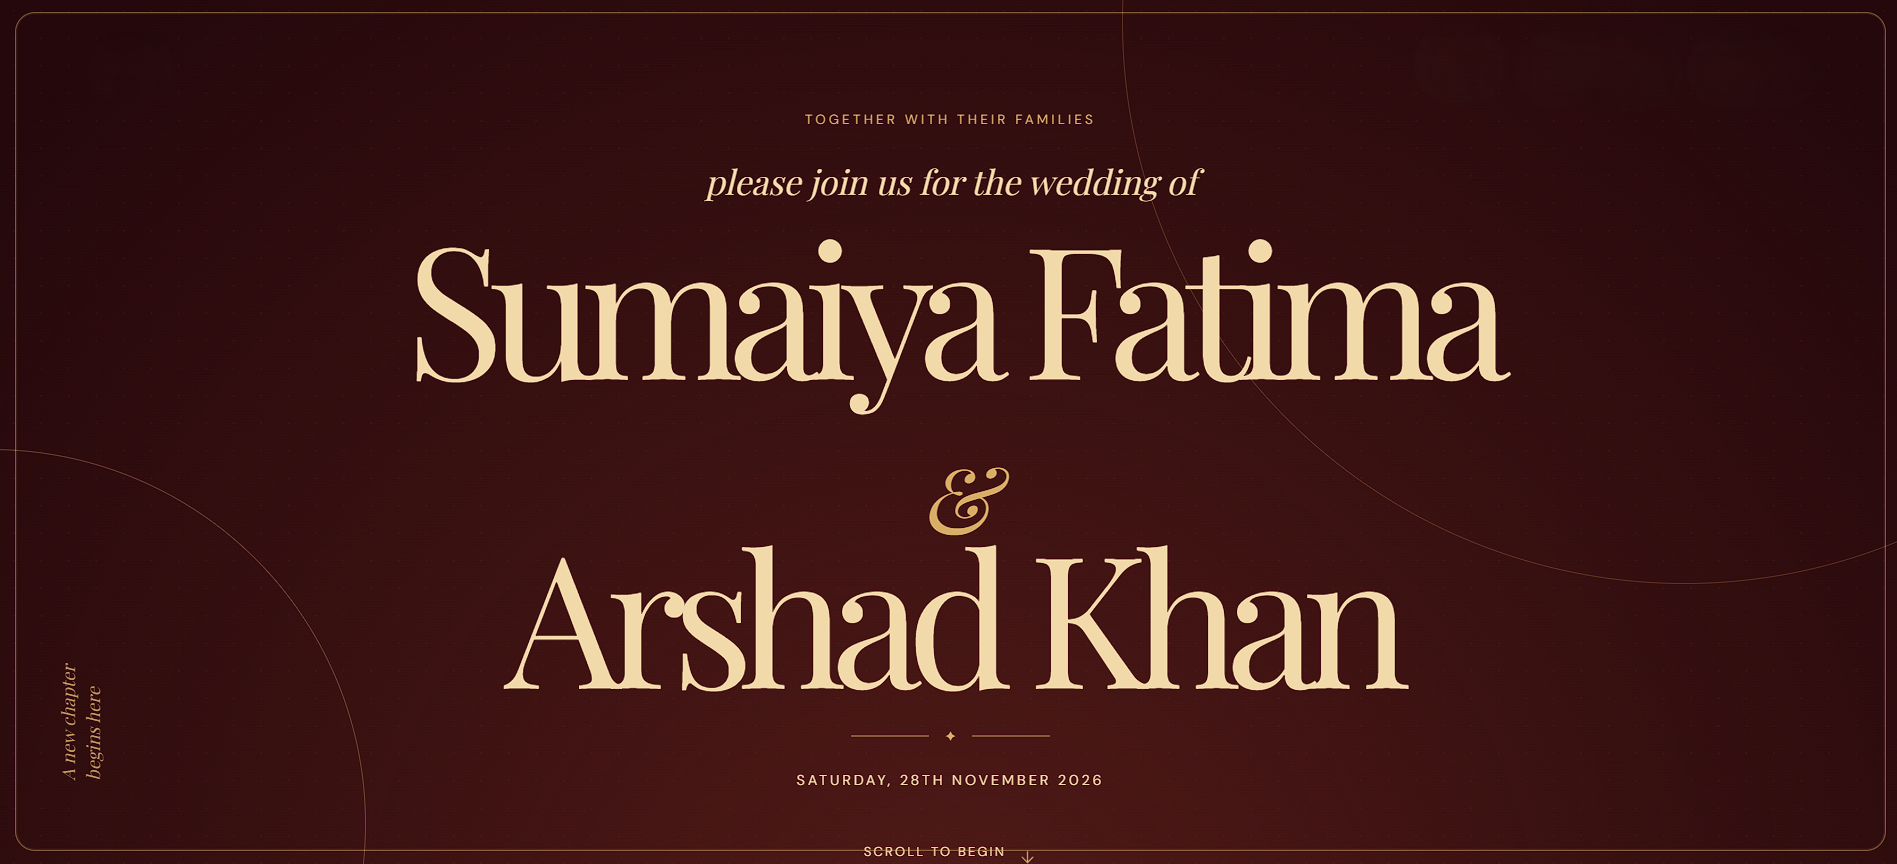 TOGETHER WITH THEIR FAMILIES
please join us for the wedding of
Sumaiya Fatima
&
Arshad Khan
SATURDAY, 28TH NOVEMBER 2026
A new chapter
begins here
SCROLL TO BEGIN